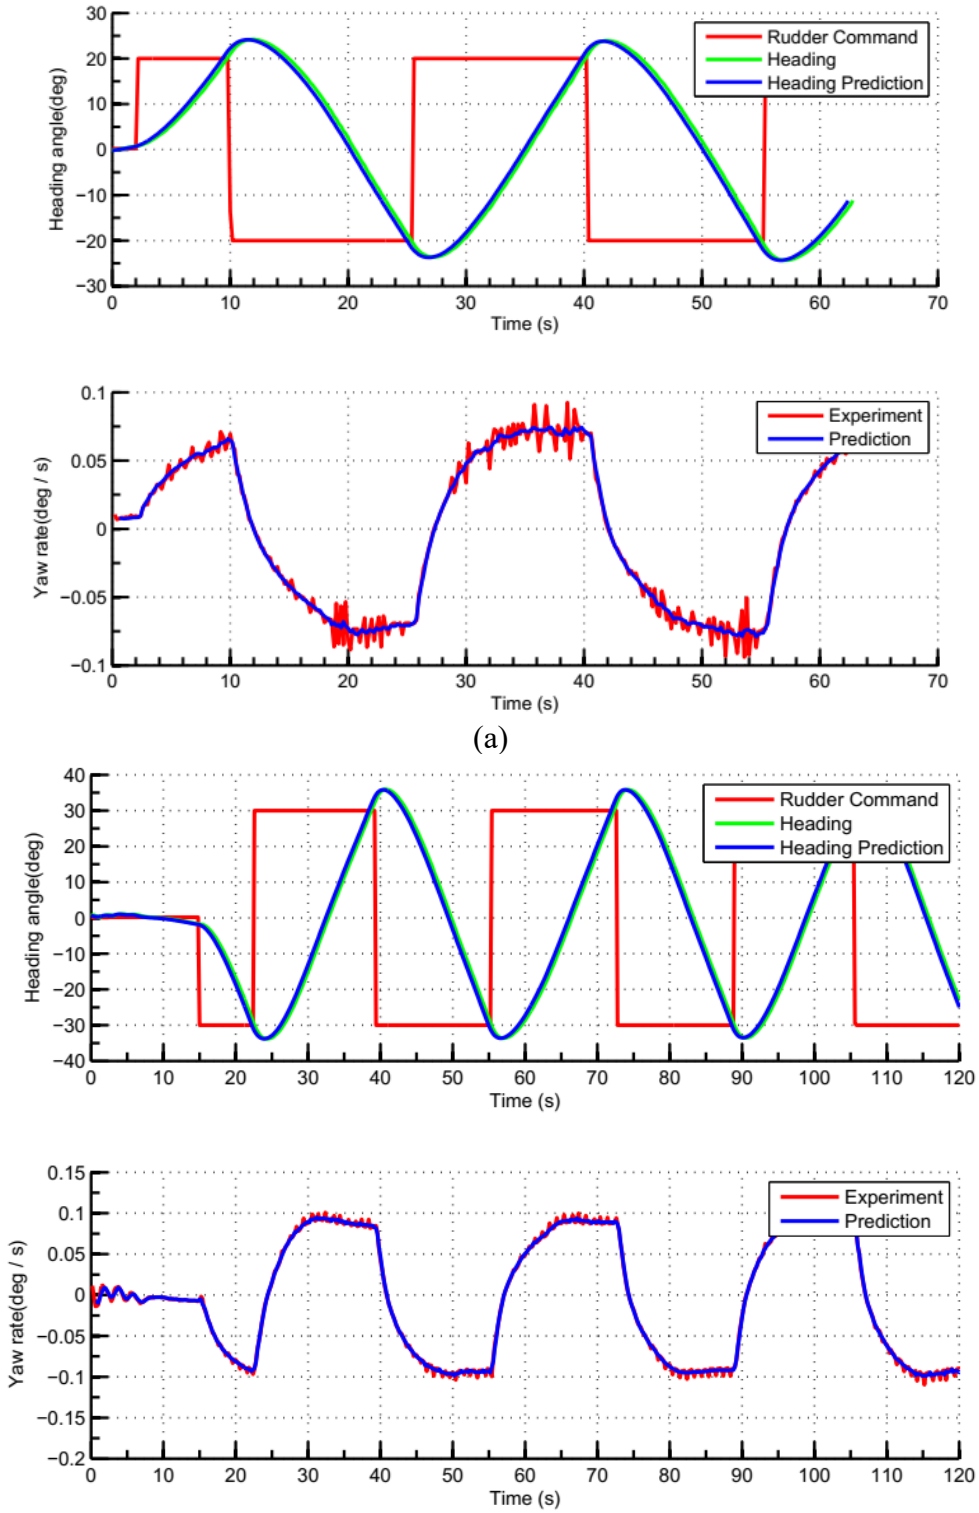 30
20
10
0
−10
−20
−30
Heading angle(deg)
Rudder Command
Heading
Heading Prediction
0 10 20 30 40 50 60 70
Time (s)
0.1
0.05
0
−0.05
−0.1
Yaw rate(deg / s)
Experiment
Prediction
0 10 20 30 40 50 60 70
Time (s)
(a)
40
30
20
10
0
−10
−20
−30
−40
Heading angle(deg)
Rudder Command
Heading
Heading Prediction
0 10 20 30 40 50 60 70 80 90 100 110 120
Time (s)
0.15
0.1
0.05
0
−0.05
−0.1
−0.15
−0.2
Yaw rate(deg / s)
Experiment
Prediction
0 10 20 30 40 50 60 70 80 90 100 110 120
Time (s)